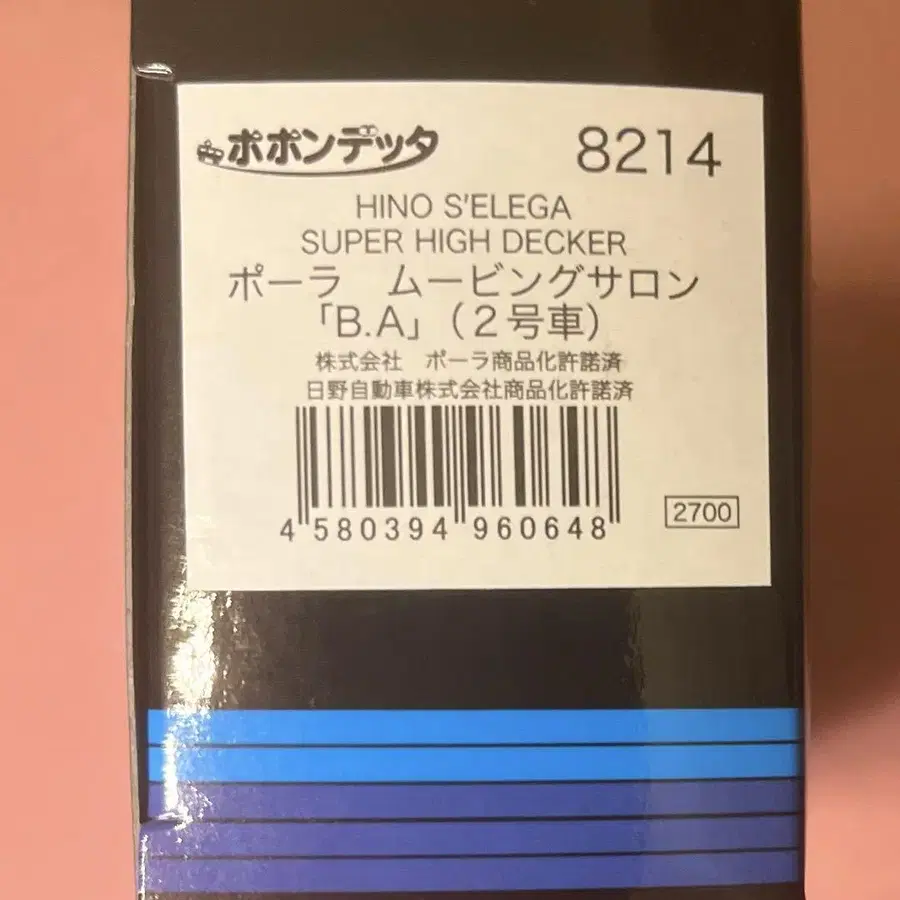 ポポンデッタ 8214
HINO S'ELEGA
SUPER HIGH DECKER
ポーラ ムービングサロン
「B.A」(2号車)
株式会社 ポーラ商品化許諾済
日野自動車株式会社商品化許諾済
4 580394 960648
2700